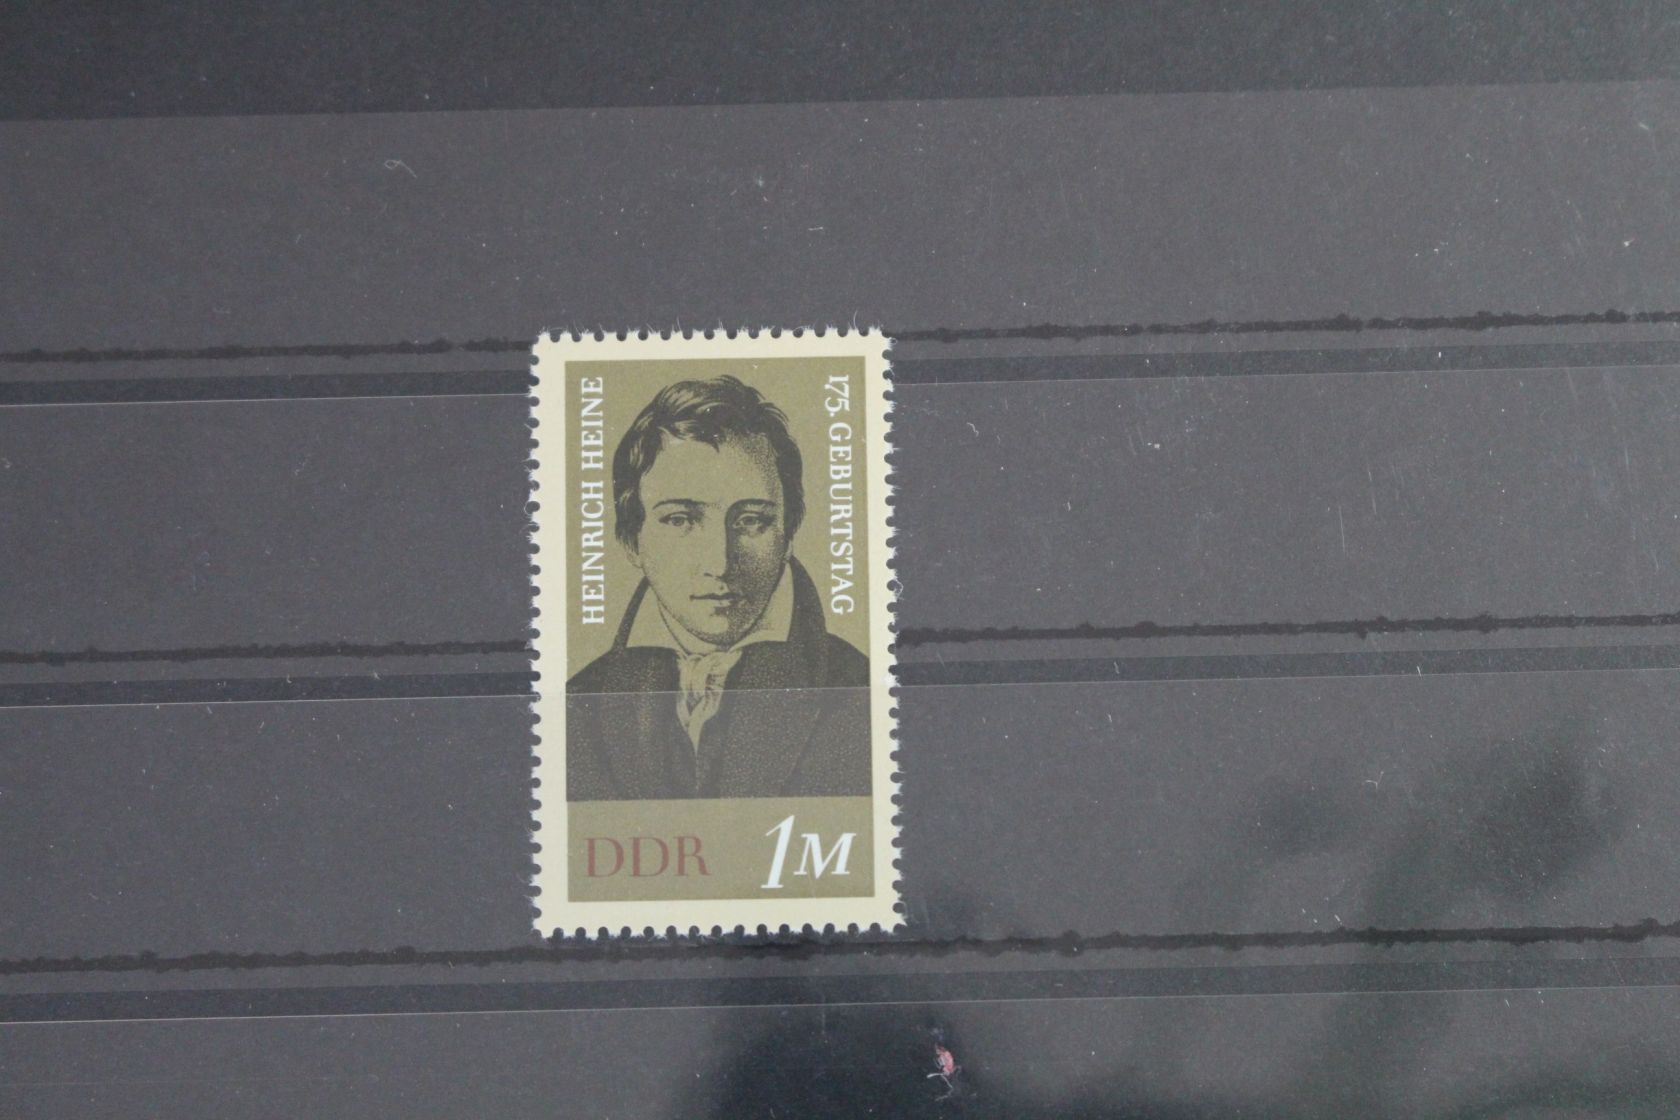 HEINRICH HEINE
175. GEBURTSTAG
DDR 1M